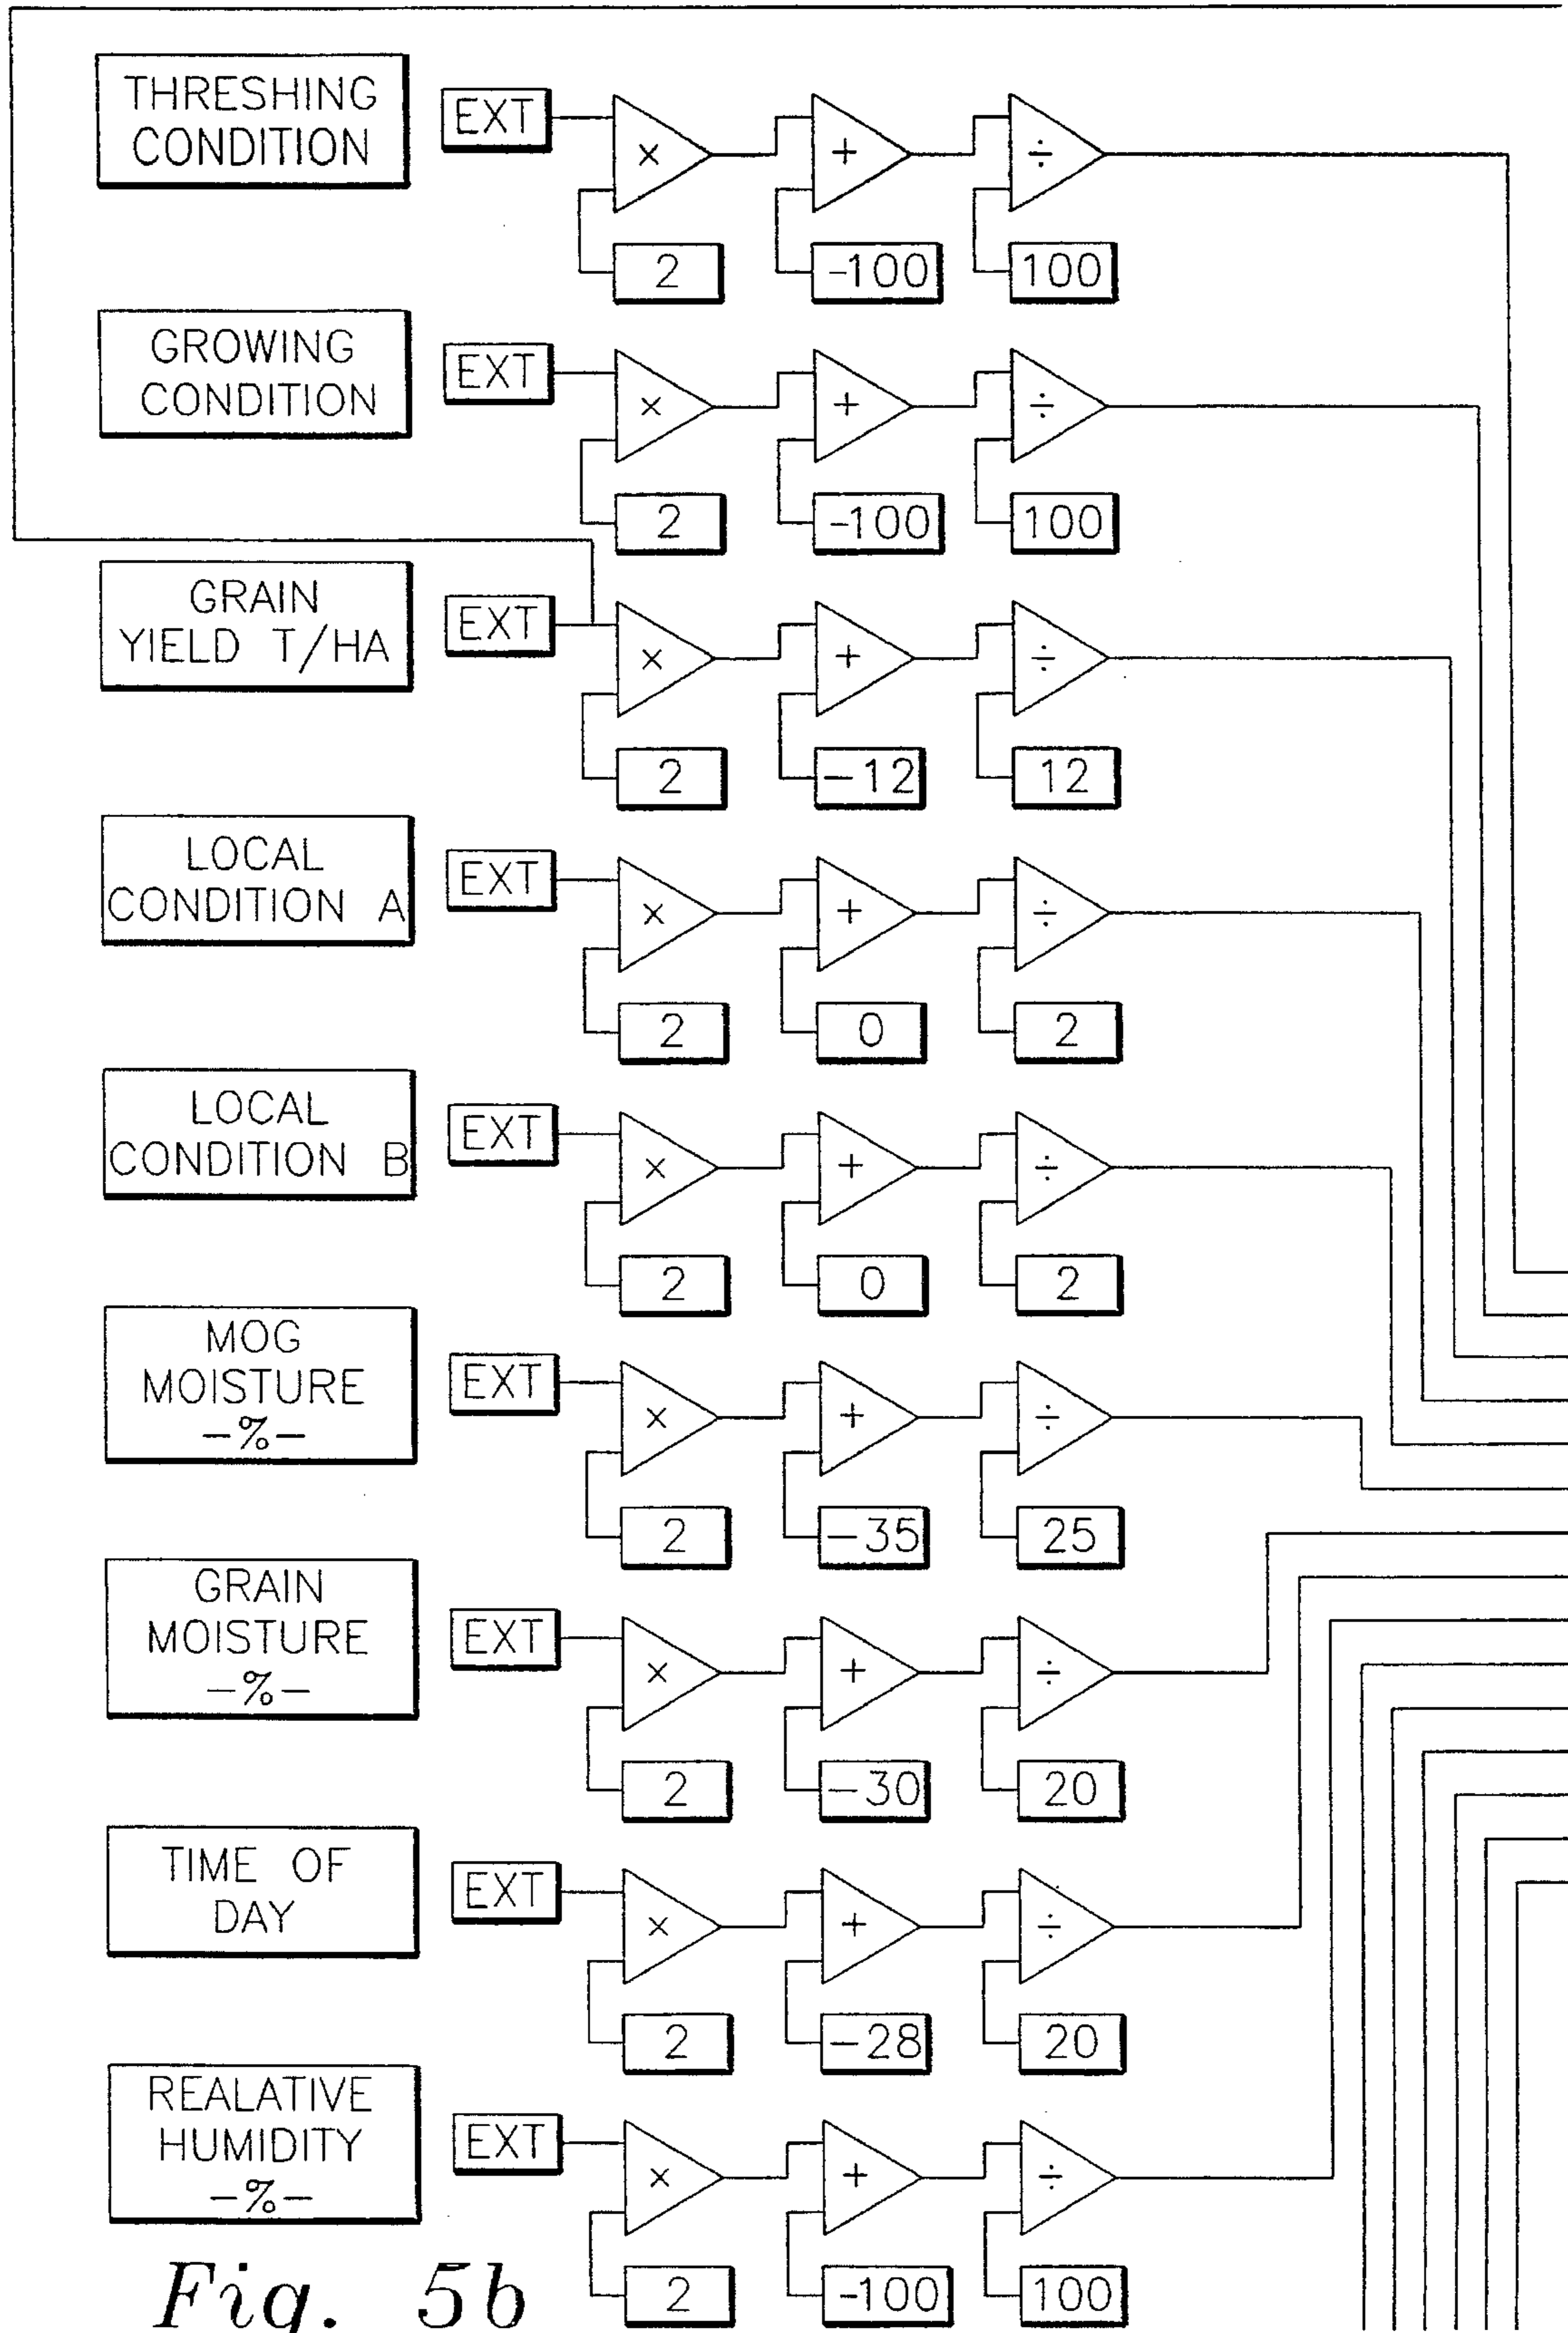 THRESHING
CONDITION
EXT
×
+
÷
2
-100
100
GROWING
CONDITION
EXT
×
+
÷
2
-100
100
GRAIN
YIELD T/HA
EXT
×
+
÷
2
-12
12
LOCAL
CONDITION A
EXT
×
+
÷
2
0
2
LOCAL
CONDITION B
EXT
×
+
÷
2
0
2
MOG
MOISTURE
-%-
EXT
×
+
÷
2
-35
25
GRAIN
MOISTURE
-%-
EXT
×
+
÷
2
-30
20
TIME OF
DAY
EXT
×
+
÷
2
-28
20
REALATIVE
HUMIDITY
-%-
EXT
×
+
÷
2
-100
100
Fig. 5b